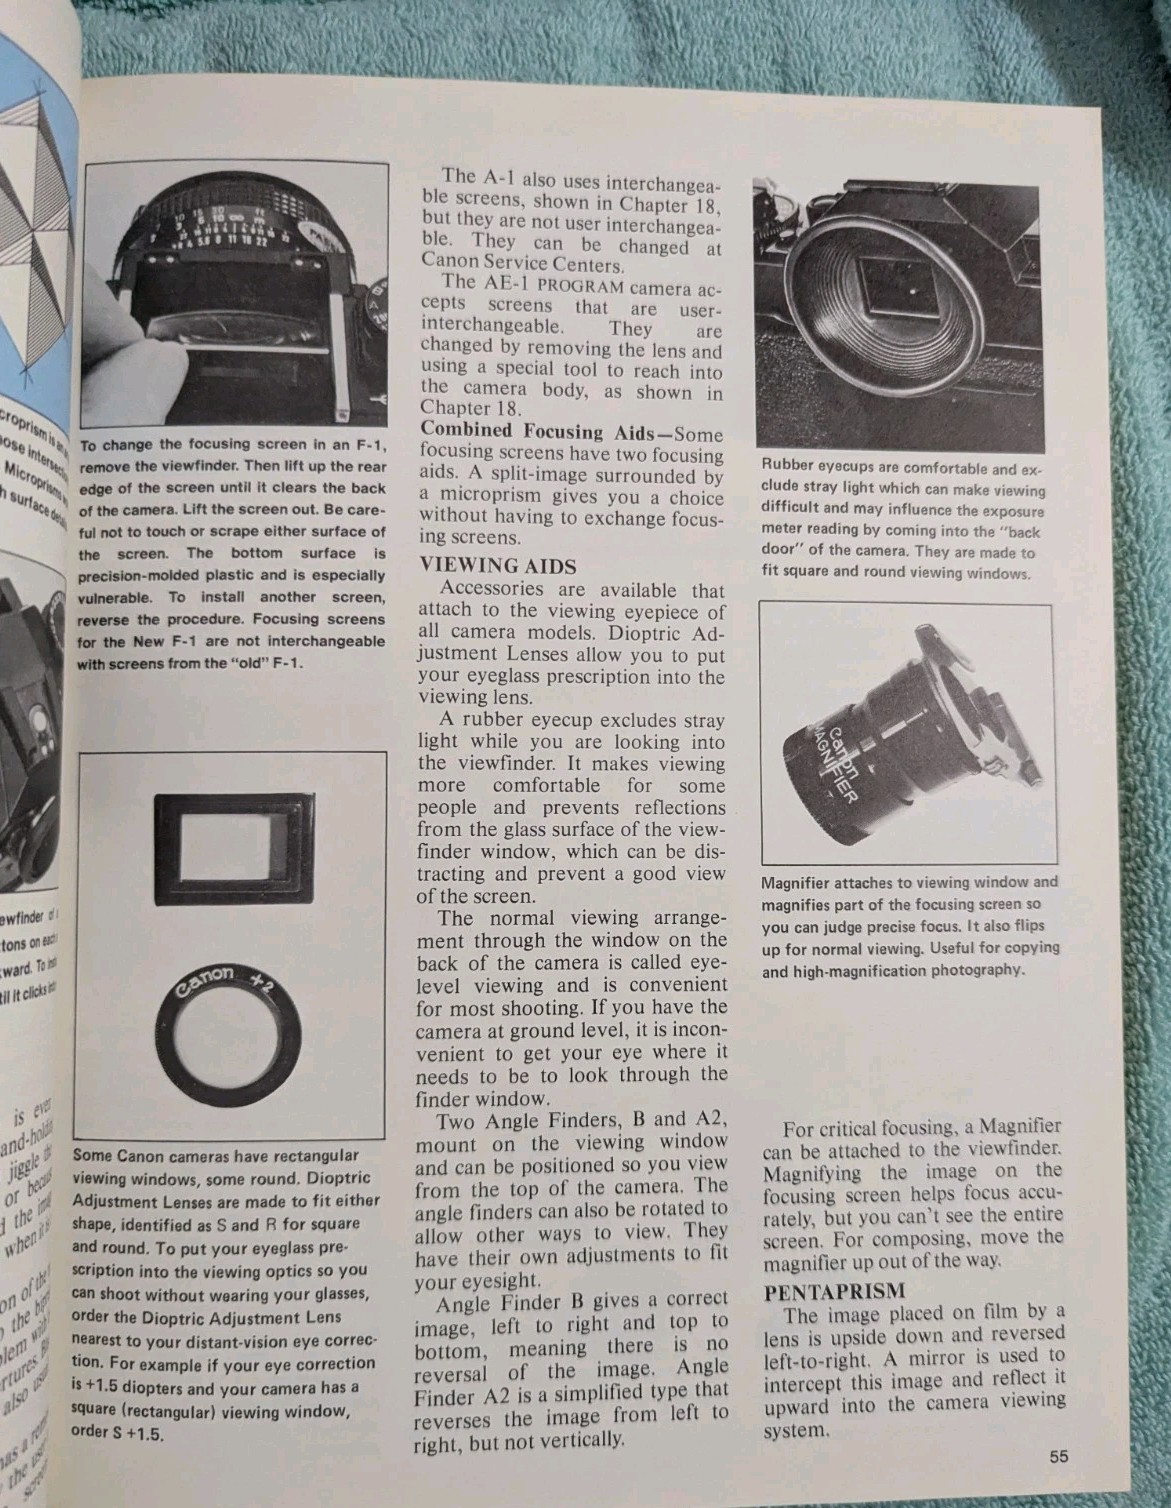 To change the focusing screen in an F-1,
remove the viewfinder. Then lift up the rear
edge of the screen until it clears the back
of the camera. Lift the screen out. Be care-
ful not to touch or scrape either surface of
the screen. The bottom surface is
precision-molded plastic and is especially
vulnerable. To install another screen,
reverse the procedure. Focusing screens
for the New F-1 are not interchangeable
with screens from the "old" F-1.
Canon +2
Some Canon cameras have rectangular
viewing windows, some round. Dioptric
Adjustment Lenses are made to fit either
shape, identified as S and R for square
and round. To put your eyeglass pre-
scription into the viewing optics so you
can shoot without wearing your glasses,
order the Dioptric Adjustment Lens
nearest to your distant-vision eye correc-
tion. For example if your eye correction
is +1.5 diopters and your camera has a
square (rectangular) viewing window,
order S +1.5.
The A-1 also uses interchangea-
ble screens, shown in Chapter 18,
but they are not user interchangea-
ble. They can be changed at
Canon Service Centers.
The AE-1 PROGRAM camera ac-
cepts screens that are user-
interchangeable. They are
changed by removing the lens and
using a special tool to reach into
the camera body, as shown in
Chapter 18.
Combined Focusing Aids—Some
focusing screens have two focusing
aids. A split-image surrounded by
a microprism gives you a choice
without having to exchange focus-
ing screens.
VIEWING AIDS
Accessories are available that
attach to the viewing eyepiece of
all camera models. Dioptric Ad-
justment Lenses allow you to put
your eyeglass prescription into the
viewing lens.
A rubber eyecup excludes stray
light while you are looking into
the viewfinder. It makes viewing
more comfortable for some
people and prevents reflections
from the glass surface of the view-
finder window, which can be dis-
tracting and prevent a good view
of the screen.
The normal viewing arrange-
ment through the window on the
back of the camera is called eye-
level viewing and is convenient
for most shooting. If you have the
camera at ground level, it is incon-
venient to get your eye where it
needs to be to look through the
finder window.
Two Angle Finders, B and A2,
mount on the viewing window
and can be positioned so you view
from the top of the camera. The
angle finders can also be rotated to
allow other ways to view. They
have their own adjustments to fit
your eyesight.
Angle Finder B gives a correct
image, left to right and top to
bottom, meaning there is no
reversal of the image. Angle
Finder A2 is a simplified type that
reverses the image from left to
right, but not vertically.
Rubber eyecups are comfortable and ex-
clude stray light which can make viewing
difficult and may influence the exposure
meter reading by coming into the "back
door" of the camera. They are made to
fit square and round viewing windows.
Canon
MAGNIFIER
Magnifier attaches to viewing window and
magnifies part of the focusing screen so
you can judge precise focus. It also flips
up for normal viewing. Useful for copying
and high-magnification photography.
For critical focusing, a Magnifier
can be attached to the viewfinder.
Magnifying the image on the
focusing screen helps focus accu-
rately, but you can't see the entire
screen. For composing, move the
magnifier up out of the way.
PENTAPRISM
The image placed on film by a
lens is upside down and reversed
left-to-right. A mirror is used to
intercept this image and reflect it
upward into the camera viewing
system.
55